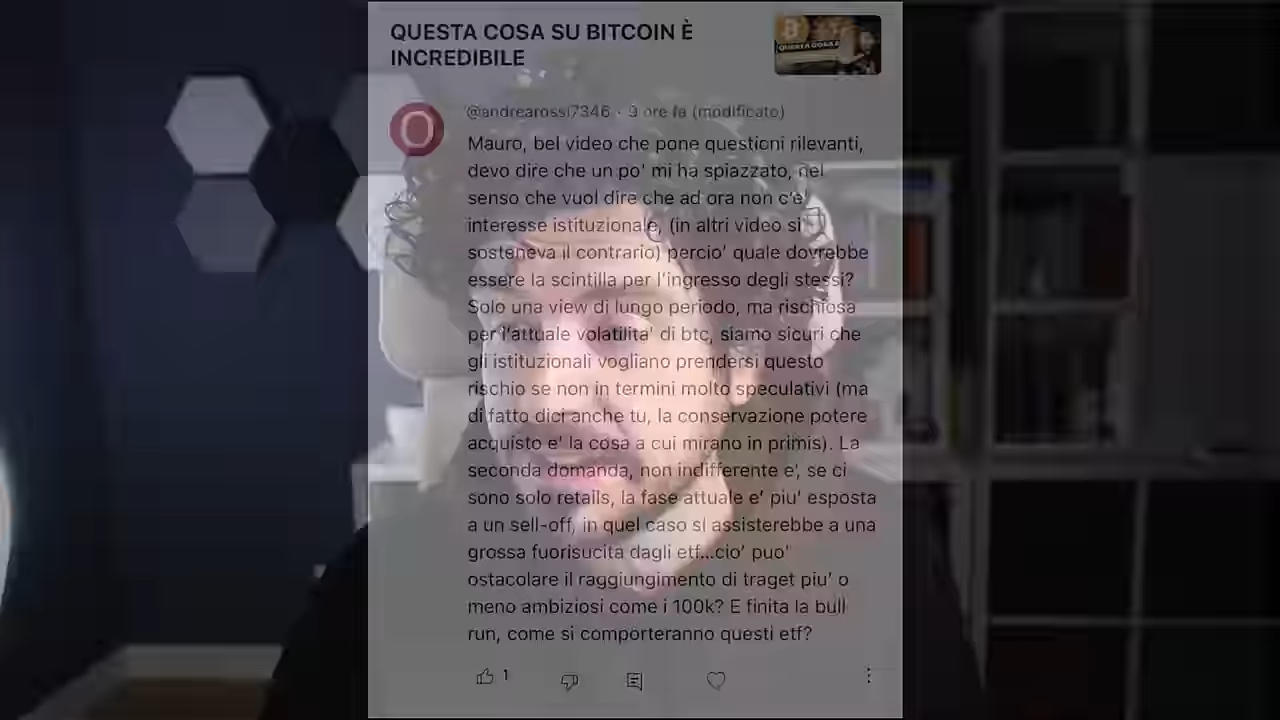 QUESTA COSA SU BITCOIN È
INCREDIBILE
QUESTA COSA
@andrearossi7346 · 9 ore fa (modificato)
Mauro, bel video che pone questioni rilevanti,
devo dire che un po' mi ha spiazzato, nel
senso che vuol dire che ad ora non c'e'
interesse istituzionale, (in altri video si
sosteneva il contrario) percio' quale dovrebbe
essere la scintilla per l'ingresso degli stessi?
Solo una view di lungo periodo, ma rischiosa
per l'attuale volatilita' di btc, siamo sicuri che
gli istituzionali vogliano prendersi questo
rischio se non in termini molto speculativi (ma
di fatto dici anche tu, la conservazione potere
acquisto e' la cosa a cui mirano in primis). La
seconda domanda, non indifferente e', se ci
sono solo retails, la fase attuale e' piu' esposta
a un sell-off, in quel caso si assisterebbe a una
grossa fuorisucita dagli etf...cio' puo'
ostacolare il raggiungimento di traget piu' o
meno ambiziosi come i 100k? E finita la bull
run, come si comporteranno questi etf?
1